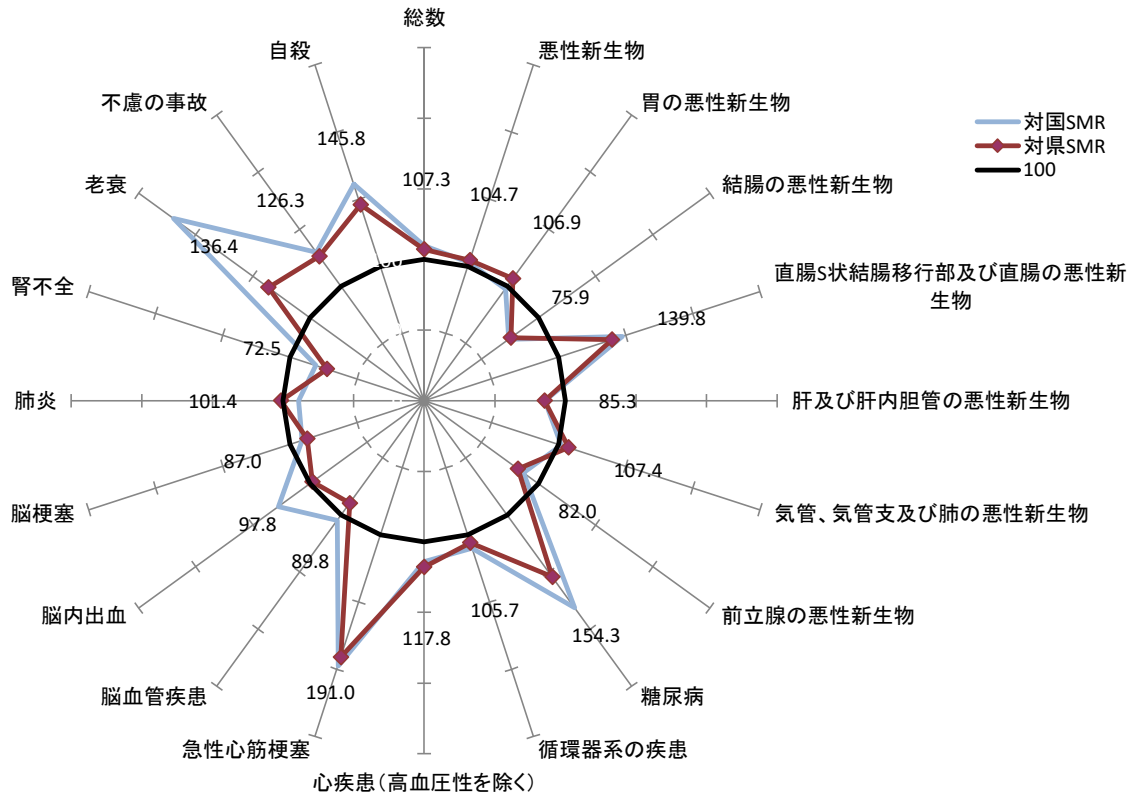 総数
悪性新生物
胃の悪性新生物
結腸の悪性新生物
直腸S状結腸移行部及び直腸の悪性新
生物
肝及び肝内胆管の悪性新生物
気管、気管支及び肺の悪性新生物
前立腺の悪性新生物
糖尿病
循環器系の疾患
心疾患(高血圧性を除く)
急性心筋梗塞
脳血管疾患
脳内出血
脳梗塞
肺炎
腎不全
老衰
不慮の事故
自殺
107.3
104.7
106.9
75.9
139.8
85.3
107.4
82.0
154.3
105.7
117.8
191.0
89.8
97.8
87.0
101.4
72.5
136.4
126.3
145.8
対国SMR
対県SMR
100